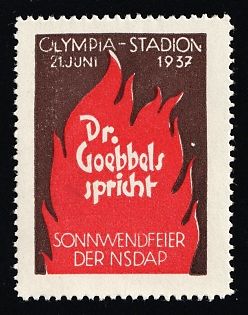 OLYMPIA-STADION
21.JUNI 1937
Dr.
Goebbels
spricht
SONNWENDFEIER
DER NSDAP